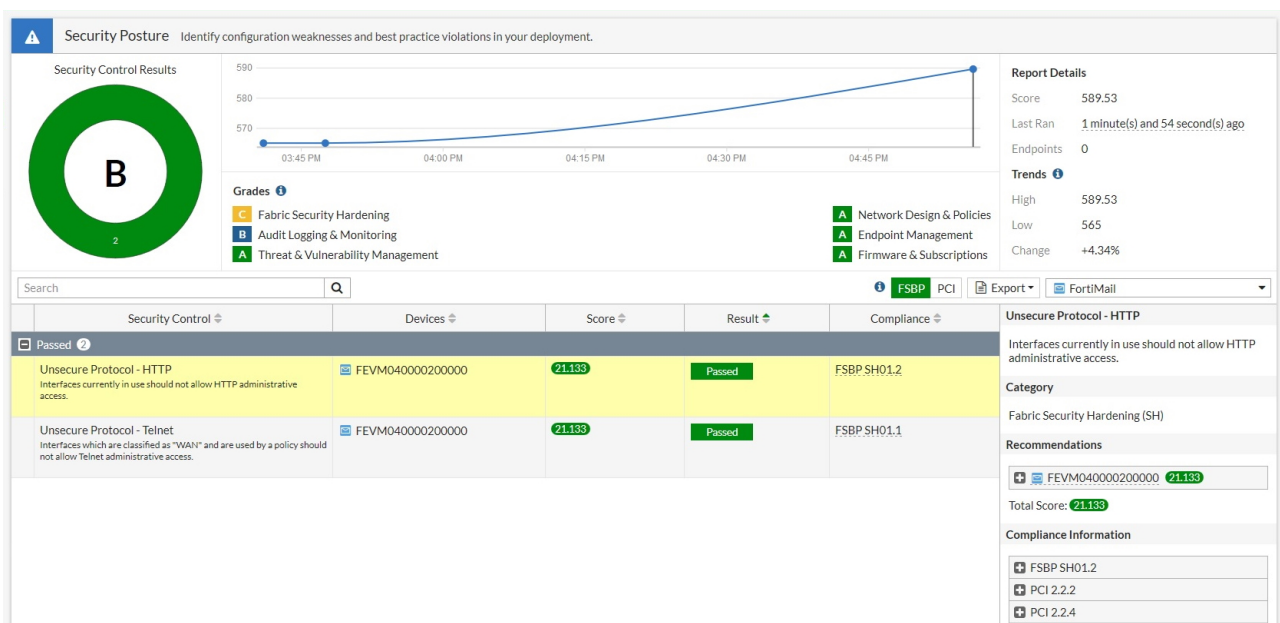 Security Posture Identify configuration weaknesses and best practice violations in your deployment.
Security Control Results
B
2
590
580
570
03:45 PM 04:00 PM 04:15 PM 04:30 PM 04:45 PM
Grades
C Fabric Security Hardening
B Audit Logging & Monitoring
A Threat & Vulnerability Management
A Network Design & Policies
A Endpoint Management
A Firmware & Subscriptions
Report Details
Score 589.53
Last Ran 1 minute(s) and 54 second(s) ago
Endpoints 0
Trends
High 589.53
Low 565
Change +4.34%
Search
FSBP PCI Export FortiMail
Security Control Devices Score Result Compliance
Passed 2
Unsecure Protocol - HTTP FEVM040000200000 21.133 Passed FSBP SH01.2
Interfaces currently in use should not allow HTTP administrative
access.
Unsecure Protocol - Telnet FEVM040000200000 21.133 Passed FSBP SH01.1
Interfaces which are classified as "WAN" and are used by a policy should
not allow Telnet administrative access.
Unsecure Protocol - HTTP
Interfaces currently in use should not allow HTTP
administrative access.
Category
Fabric Security Hardening (SH)
Recommendations
FEVM040000200000 21.133
Total Score: 21.133
Compliance Information
FSBP SH01.2
PCI 2.2.2
PCI 2.2.4